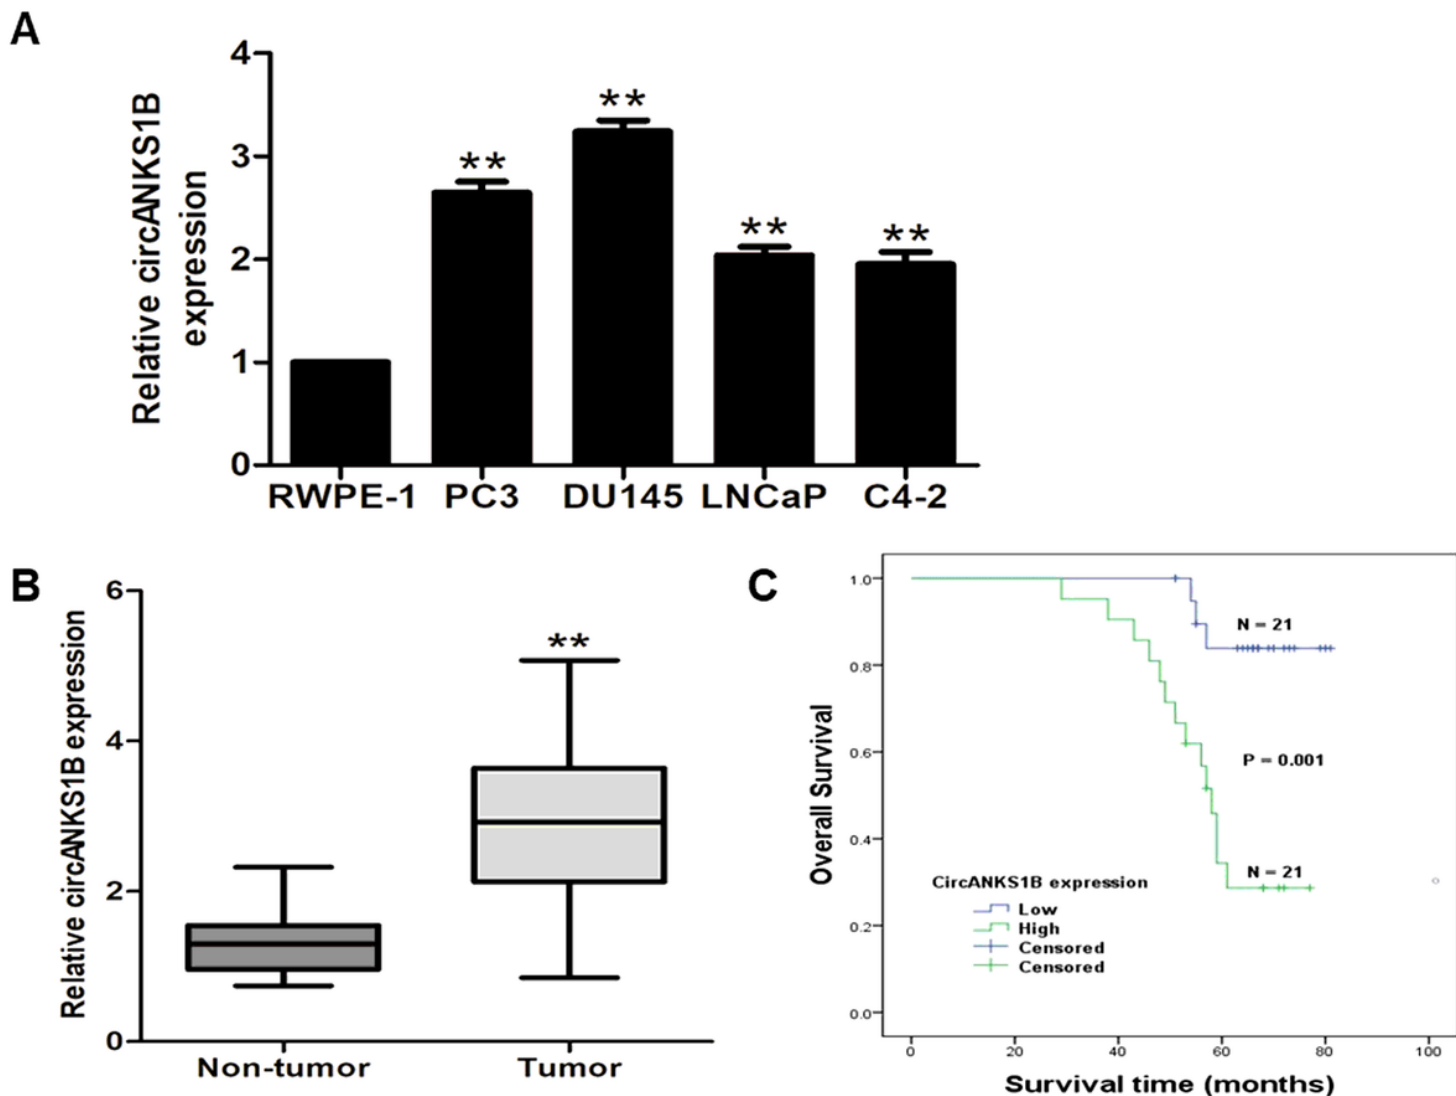 A
Relative circANKS1B
expression
4
3
2
1
0
**
**
**
**
RWPE-1 PC3 DU145 LNCaP C4-2
B
Relative circANKS1B expression
6
4
2
0
**
Non-tumor Tumor
C
Overall Survival
1.0
0.8
0.6
0.4
0.2
0.0
N = 21
P = 0.001
N = 21
CircANKS1B expression
Low
High
Censored
Censored
0 20 40 60 80 100
Survival time (months)